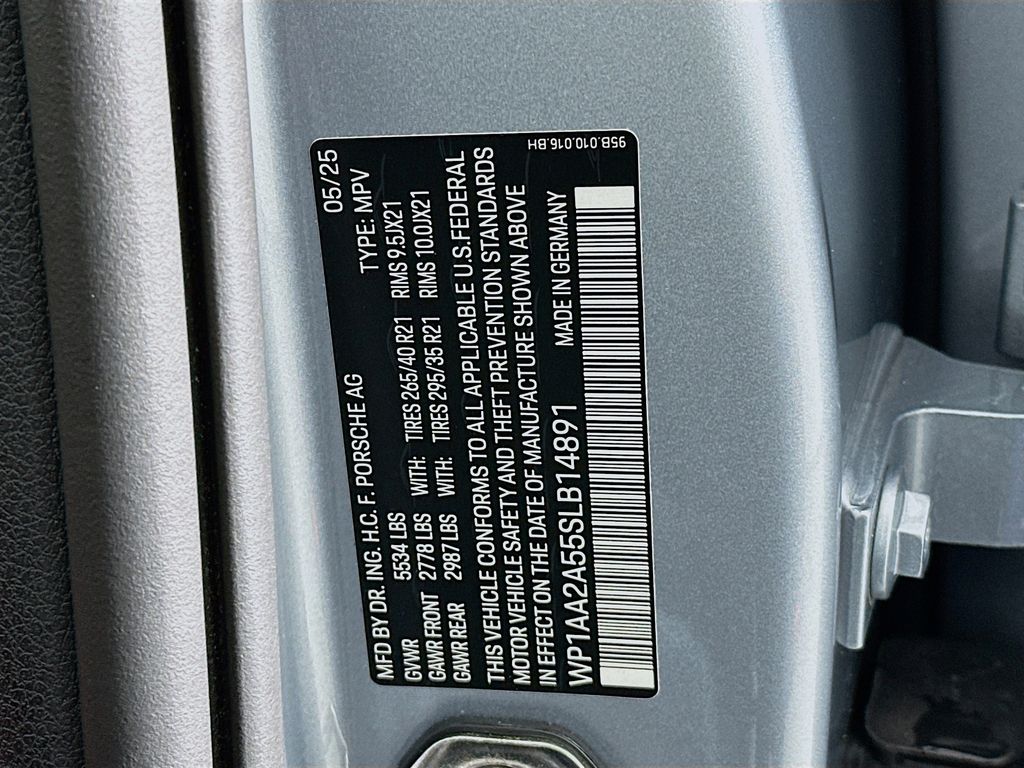 05/25
MFD BY DR. ING. H.C. F. PORSCHE AG TYPE: MPV
GVWR 5534 LBS
GAWR FRONT 2778 LBS WITH: TIRES 265/40 R21 RIMS 9.5JX21
GAWR REAR 2987 LBS WITH: TIRES 295/35 R21 RIMS 10.0JX21
THIS VEHICLE CONFORMS TO ALL APPLICABLE U.S. FEDERAL
MOTOR VEHICLE SAFETY AND THEFT PREVENTION STANDARDS
IN EFFECT ON THE DATE OF MANUFACTURE SHOWN ABOVE
WP1AA2A55SLB14891 MADE IN GERMANY
95B.010.016.BH